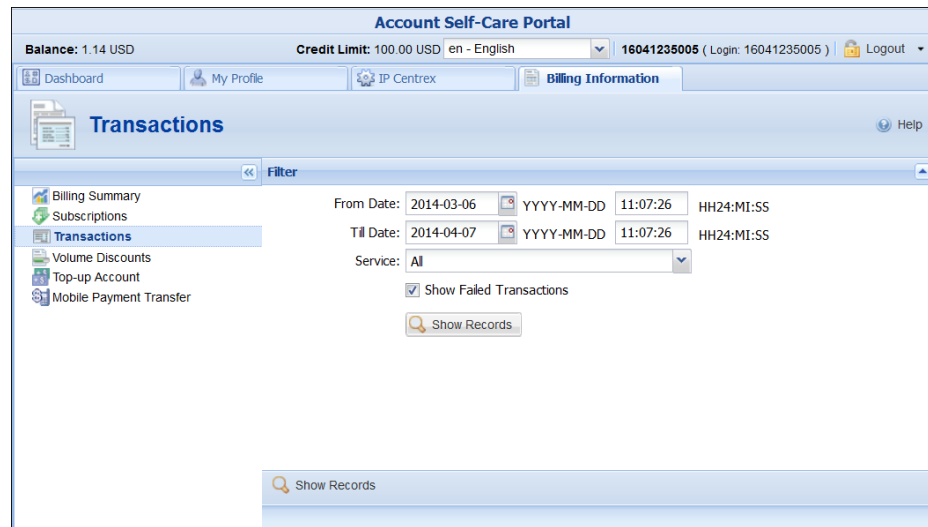 Account Self-Care Portal
Balance: 1.14 USD Credit Limit: 100.00 USD en - English 16041235005 ( Login: 16041235005 ) Logout
Dashboard My Profile IP Centrex Billing Information
Transactions Help
Filter
Billing Summary
Subscriptions
Transactions
Volume Discounts
Top-up Account
Mobile Payment Transfer
From Date: 2014-03-06 YYYY-MM-DD 11:07:26 HH24:MI:SS
Till Date: 2014-04-07 YYYY-MM-DD 11:07:26 HH24:MI:SS
Service: All
Show Failed Transactions
Show Records
Show Records